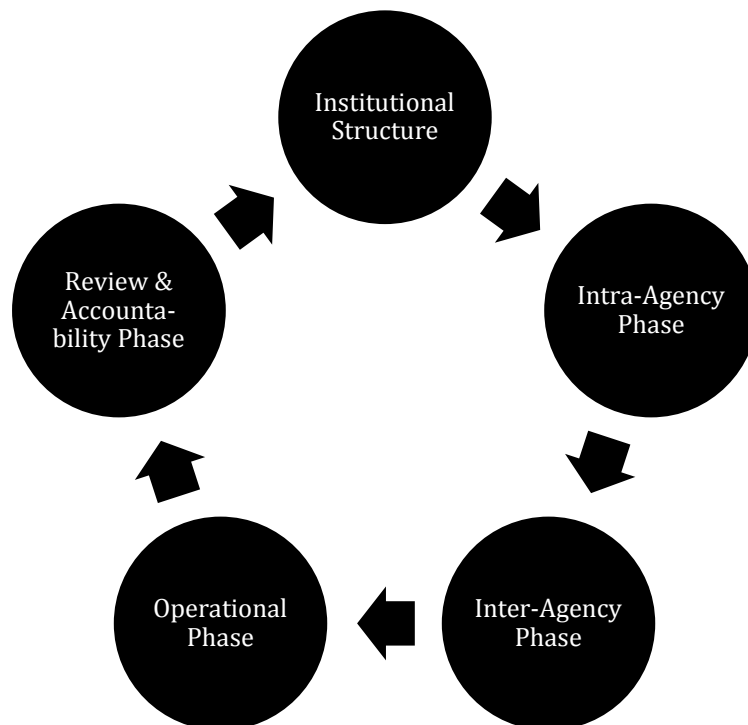 Institutional
Structure
Intra-Agency
Phase
Inter-Agency
Phase
Operational
Phase
Review &
Accounta-
bility Phase